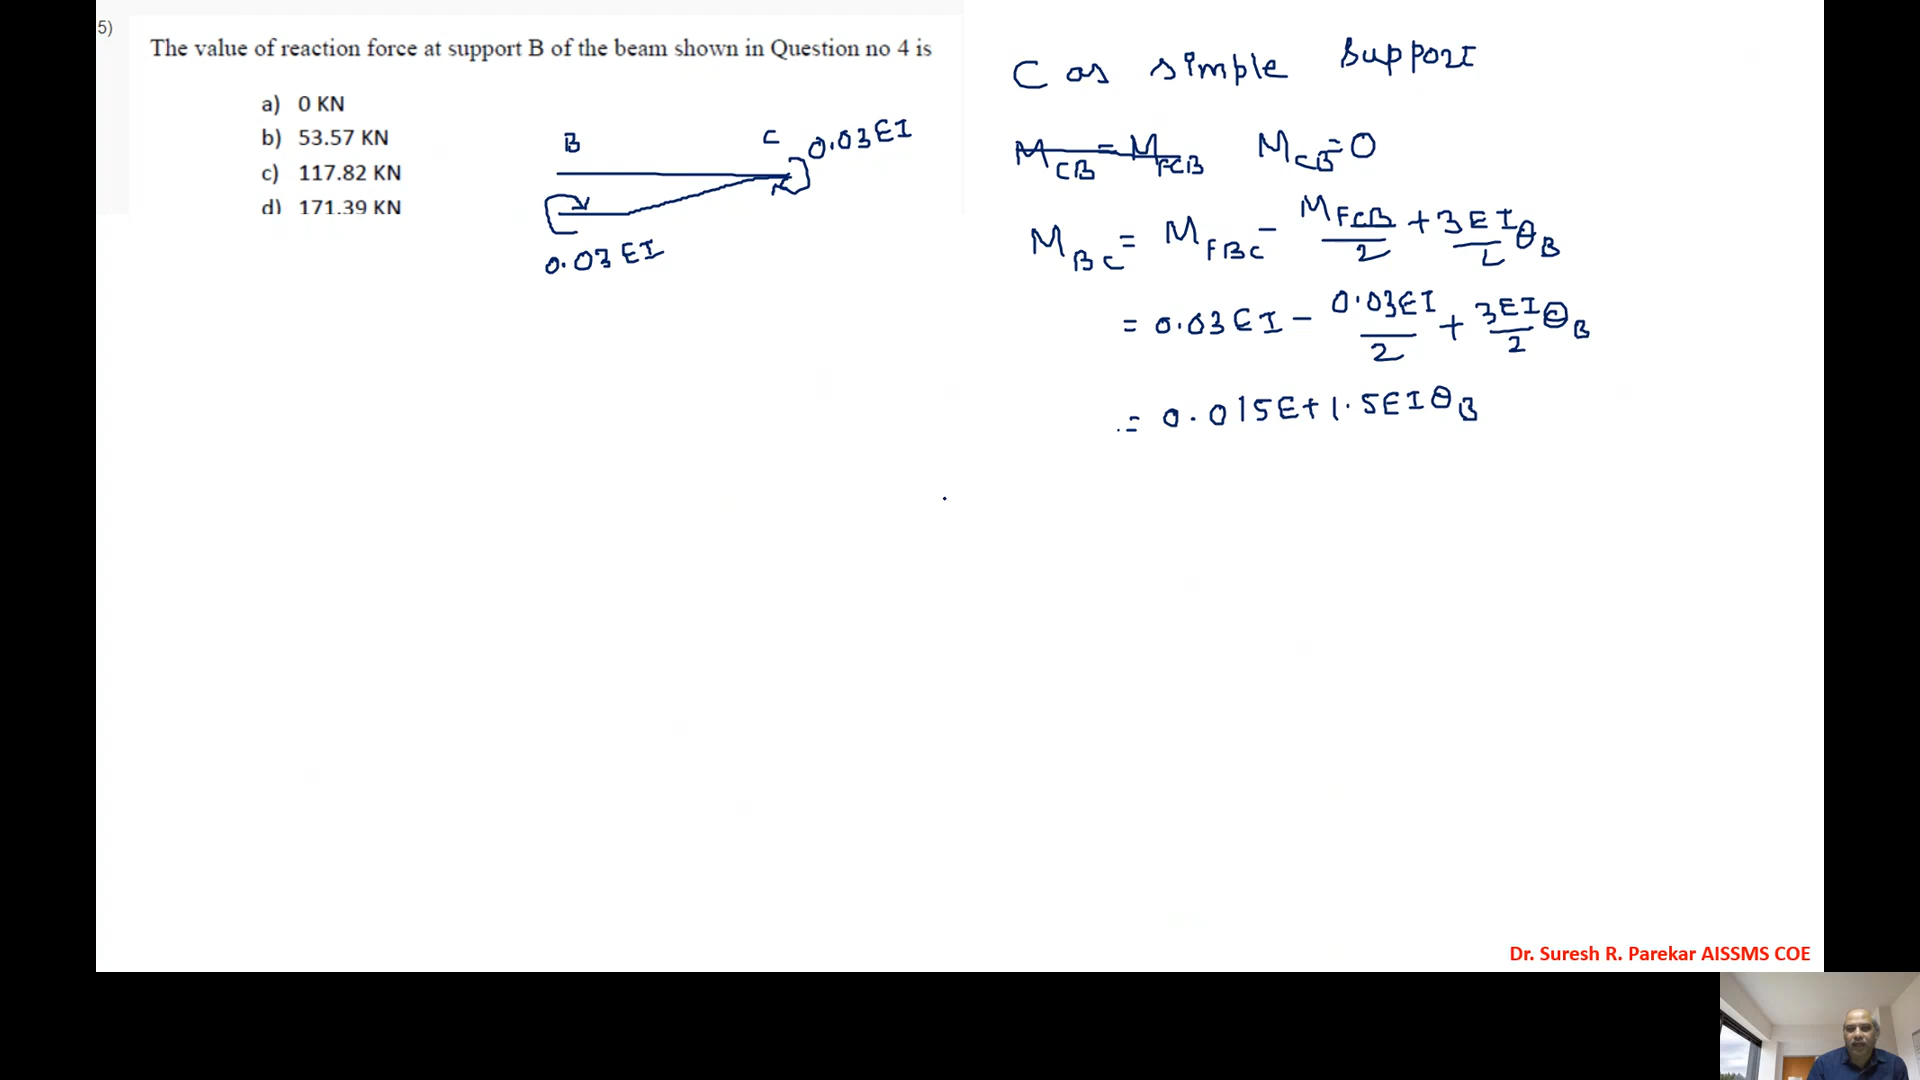 5)
The value of reaction force at support B of the beam shown in Question no 4 is
a) 0 KN
b) 53.57 KN
c) 117.82 KN
d) 171.39 KN
B C 0.03EI
0.03EI
C as simple support
M_CB = M_FCB M_CB = 0
M_BC = M_FBC - M_FCB/2 + 3EI/L θ_B
= 0.03EI - 0.03EI/2 + 3EI/2 θ_B
= 0.015E + 1.5EIθ_B
Dr. Suresh R. Parekar AISSMS COE